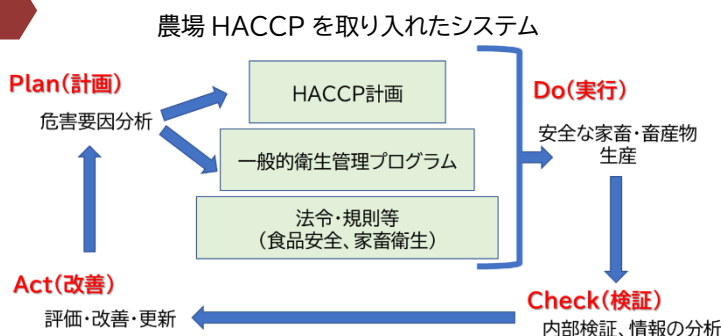 農場 HACCP を取り入れたシステム
Plan(計画)
危害要因分析
HACCP計画
一般的衛生管理プログラム
法令・規則等
（食品安全、家畜衛生）
Do(実行)
安全な家畜・畜産物
生産
Check(検証)
内部検証、情報の分析
Act(改善)
評価・改善・更新